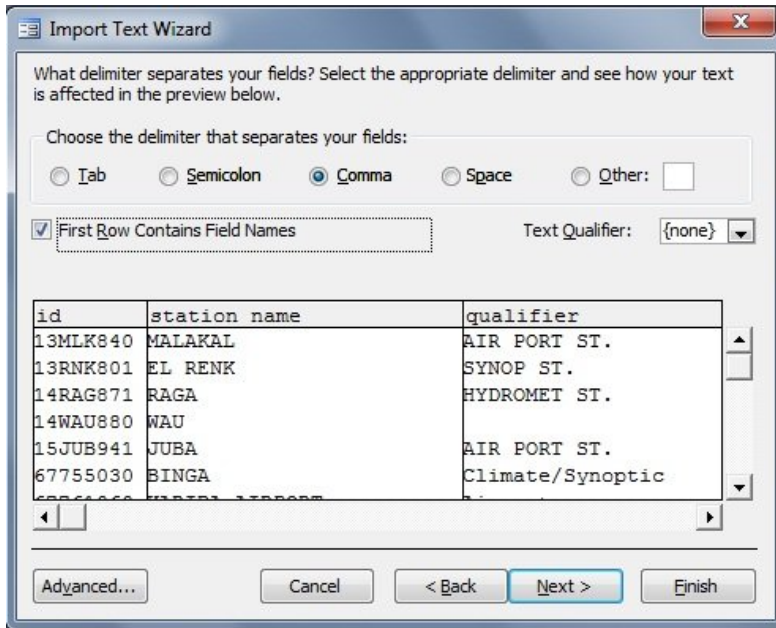 Import Text Wizard
What delimiter separates your fields? Select the appropriate delimiter and see how your text
is affected in the preview below.
Choose the delimiter that separates your fields:
Tab Semicolon Comma Space Other:
First Row Contains Field Names Text Qualifier: {none}
id station name qualifier
13MLK840 MALAKAL AIR PORT ST.
13RNK801 EL RENK SYNOP ST.
14RAG871 RAGA HYDROMET ST.
14WAU880 WAU
15JUB941 JUBA AIR PORT ST.
67755030 BINGA Climate/Synoptic
Advanced... Cancel < Back Next > Finish